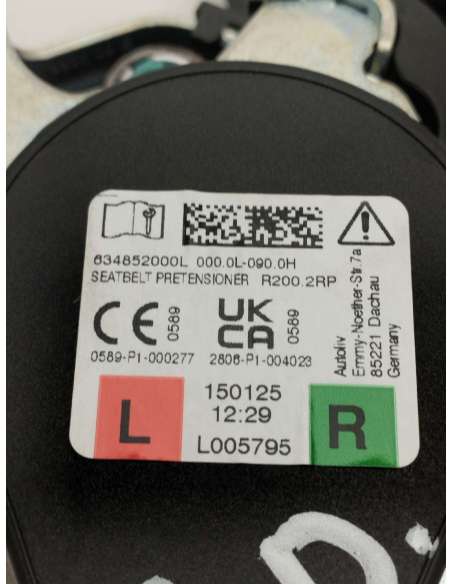 634852000L 000.0L-090.0H
SEATBELT PRETENSIONER R200.2RP
CE 0589
UK CA 0589
0589-P1-000277 2806-P1-004023
Autoliv
Emmy-Noether-Str.7a
85221 Dachau
Germany
L
150125
12:29
L005795
R